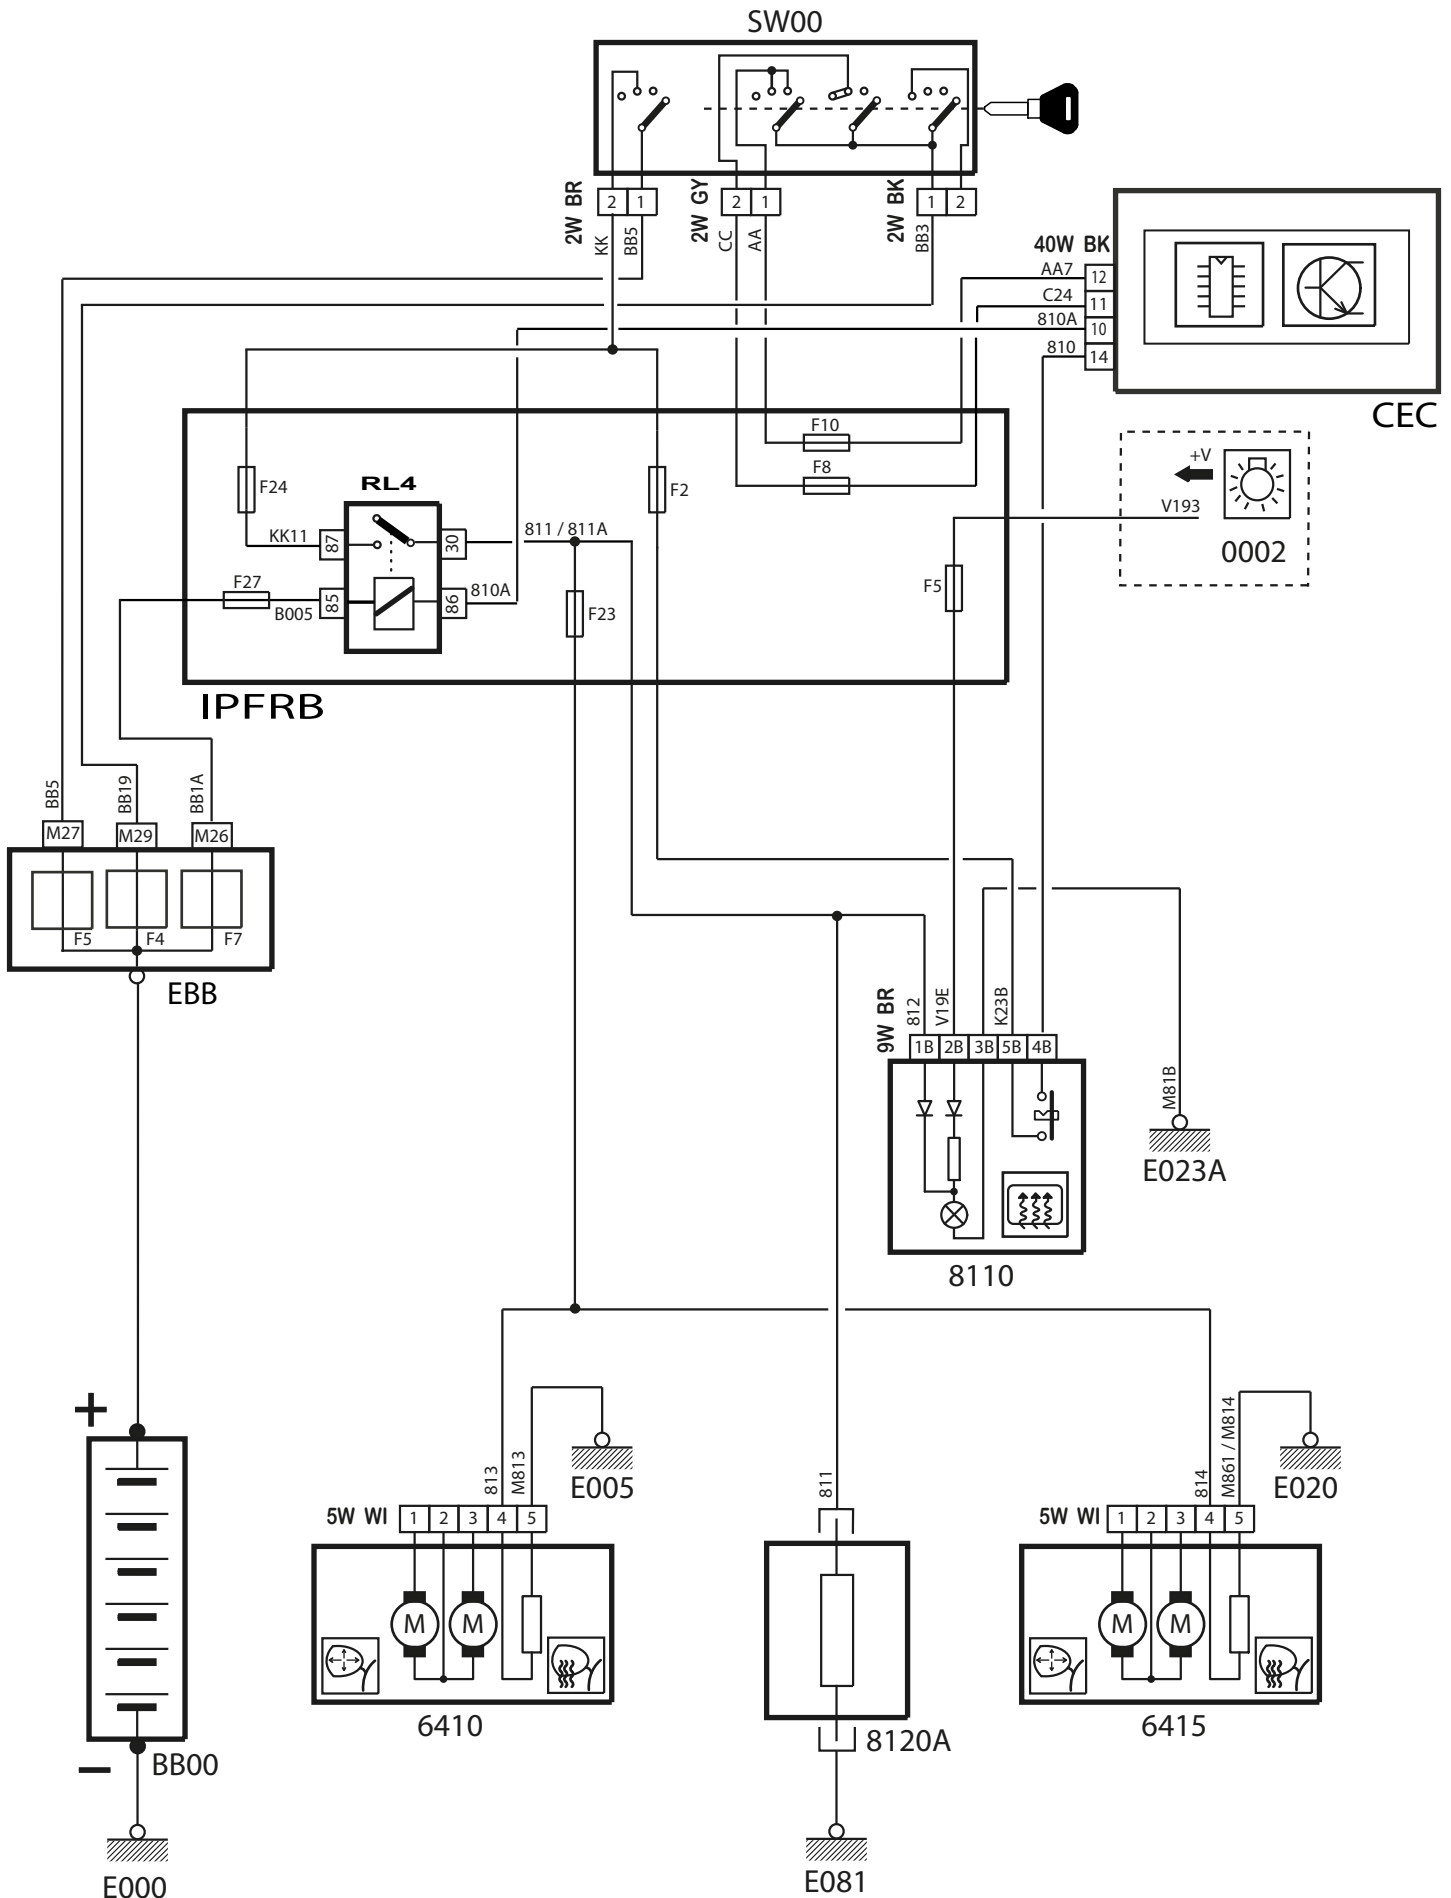 SW00
2W BR
2
1
2W GY
2
1
2W BK
1
2
KK
BB5
CC
AA
BB3
40W BK
AA7
12
C24
11
810A
10
810
14
CEC
F10
F8
+V
V193
0002
F24
RL4
F2
KK11
87
30
811 / 811A
F27
B005
85
86
810A
F23
F5
IPFRB
BB5
BB19
BB1A
M27
M29
M26
F5
F4
F7
EBB
9W BR
812
V19E
K23B
1B
2B
3B
5B
4B
M81B
E023A
8110
+
813
M813
E005
811
814
M861 / M814
E020
5W WI
1
2
3
4
5
5W WI
1
2
3
4
5
M
M
M
M
6410
8120A
6415
−
BB00
E000
E081